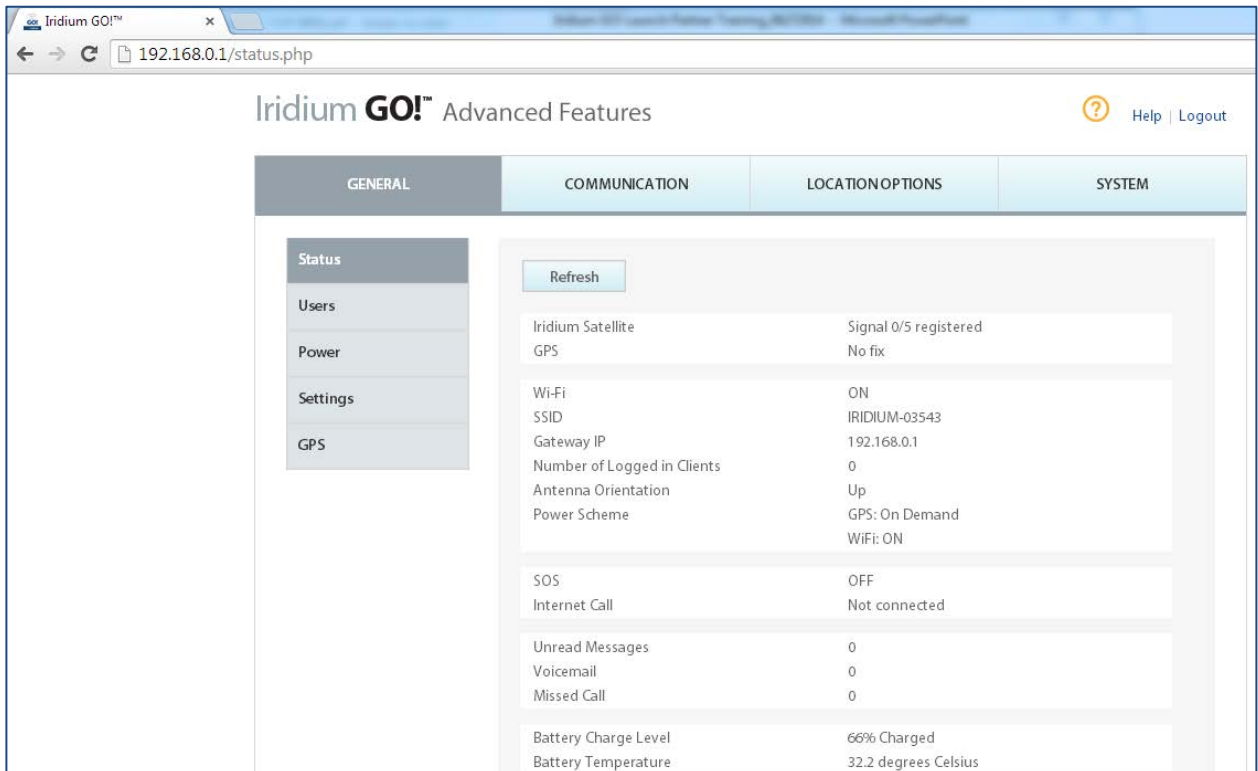 Iridium GO!™
192.168.0.1/status.php
Iridium GO!™ Advanced Features
Help | Logout
GENERAL COMMUNICATION LOCATION OPTIONS SYSTEM
Status
Refresh
Users
Iridium Satellite Signal 0/5 registered
GPS No fix
Power
Settings
Wi-Fi ON
SSID IRIDIUM-03543
GPS
Gateway IP 192.168.0.1
Number of Logged in Clients 0
Antenna Orientation Up
Power Scheme GPS: On Demand
WiFi: ON
SOS OFF
Internet Call Not connected
Unread Messages 0
Voicemail 0
Missed Call 0
Battery Charge Level 66% Charged
Battery Temperature 32.2 degrees Celsius